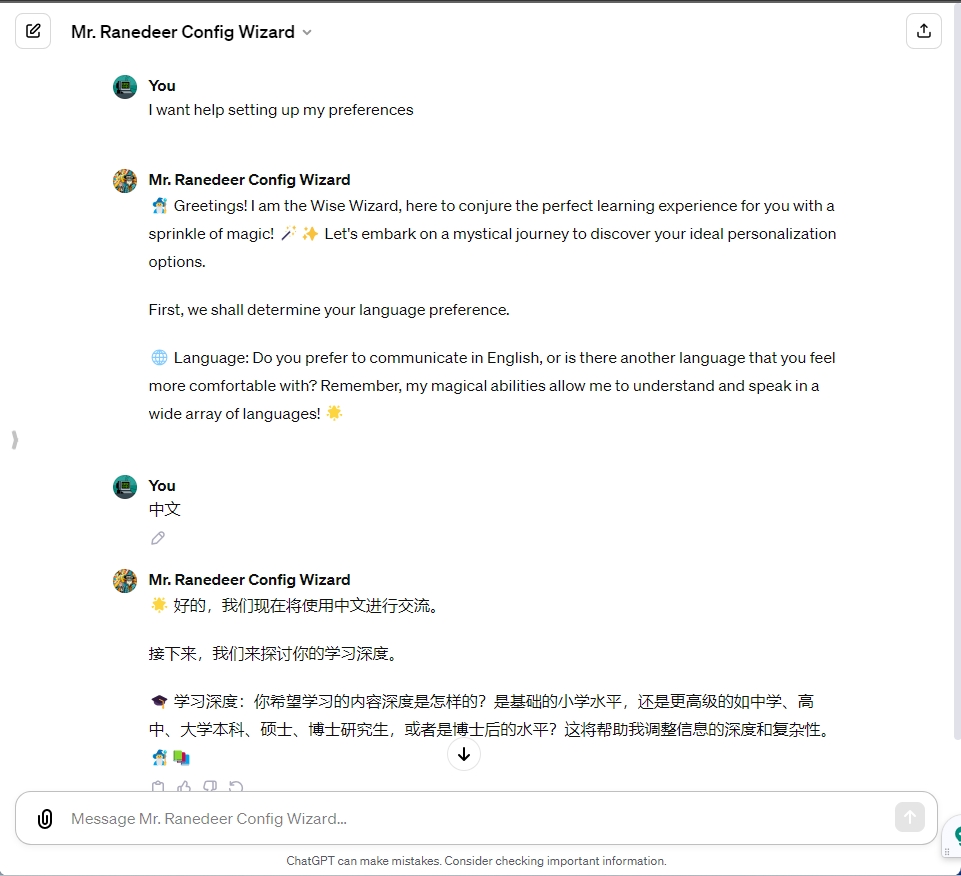 Mr. Ranedeer Config Wizard
You
I want help setting up my preferences
Mr. Ranedeer Config Wizard
Greetings! I am the Wise Wizard, here to conjure the perfect learning experience for you with a
sprinkle of magic! 🪄 ✨ Let's embark on a mystical journey to discover your ideal personalization
options.
First, we shall determine your language preference.
🌐 Language: Do you prefer to communicate in English, or is there another language that you feel
more comfortable with? Remember, my magical abilities allow me to understand and speak in a
wide array of languages! 🌟
You
中文
Mr. Ranedeer Config Wizard
🌟 好的，我们现在将使用中文进行交流。
接下来，我们来探讨你的学习深度。
🎓 学习深度：你希望学习的内容深度是怎样的？是基础的小学水平，还是更高级的如中学、高
中、大学本科、硕士、博士研究生，或者是博士后的水平？这将帮助我调整信息的深度和复杂性。
Message Mr. Ranedeer Config Wizard...
ChatGPT can make mistakes. Consider checking important information.